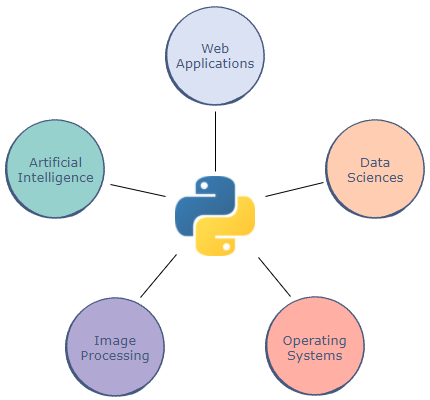 Web
Applications
Artificial
Intelligence
Data
Sciences
Image
Processing
Operating
Systems